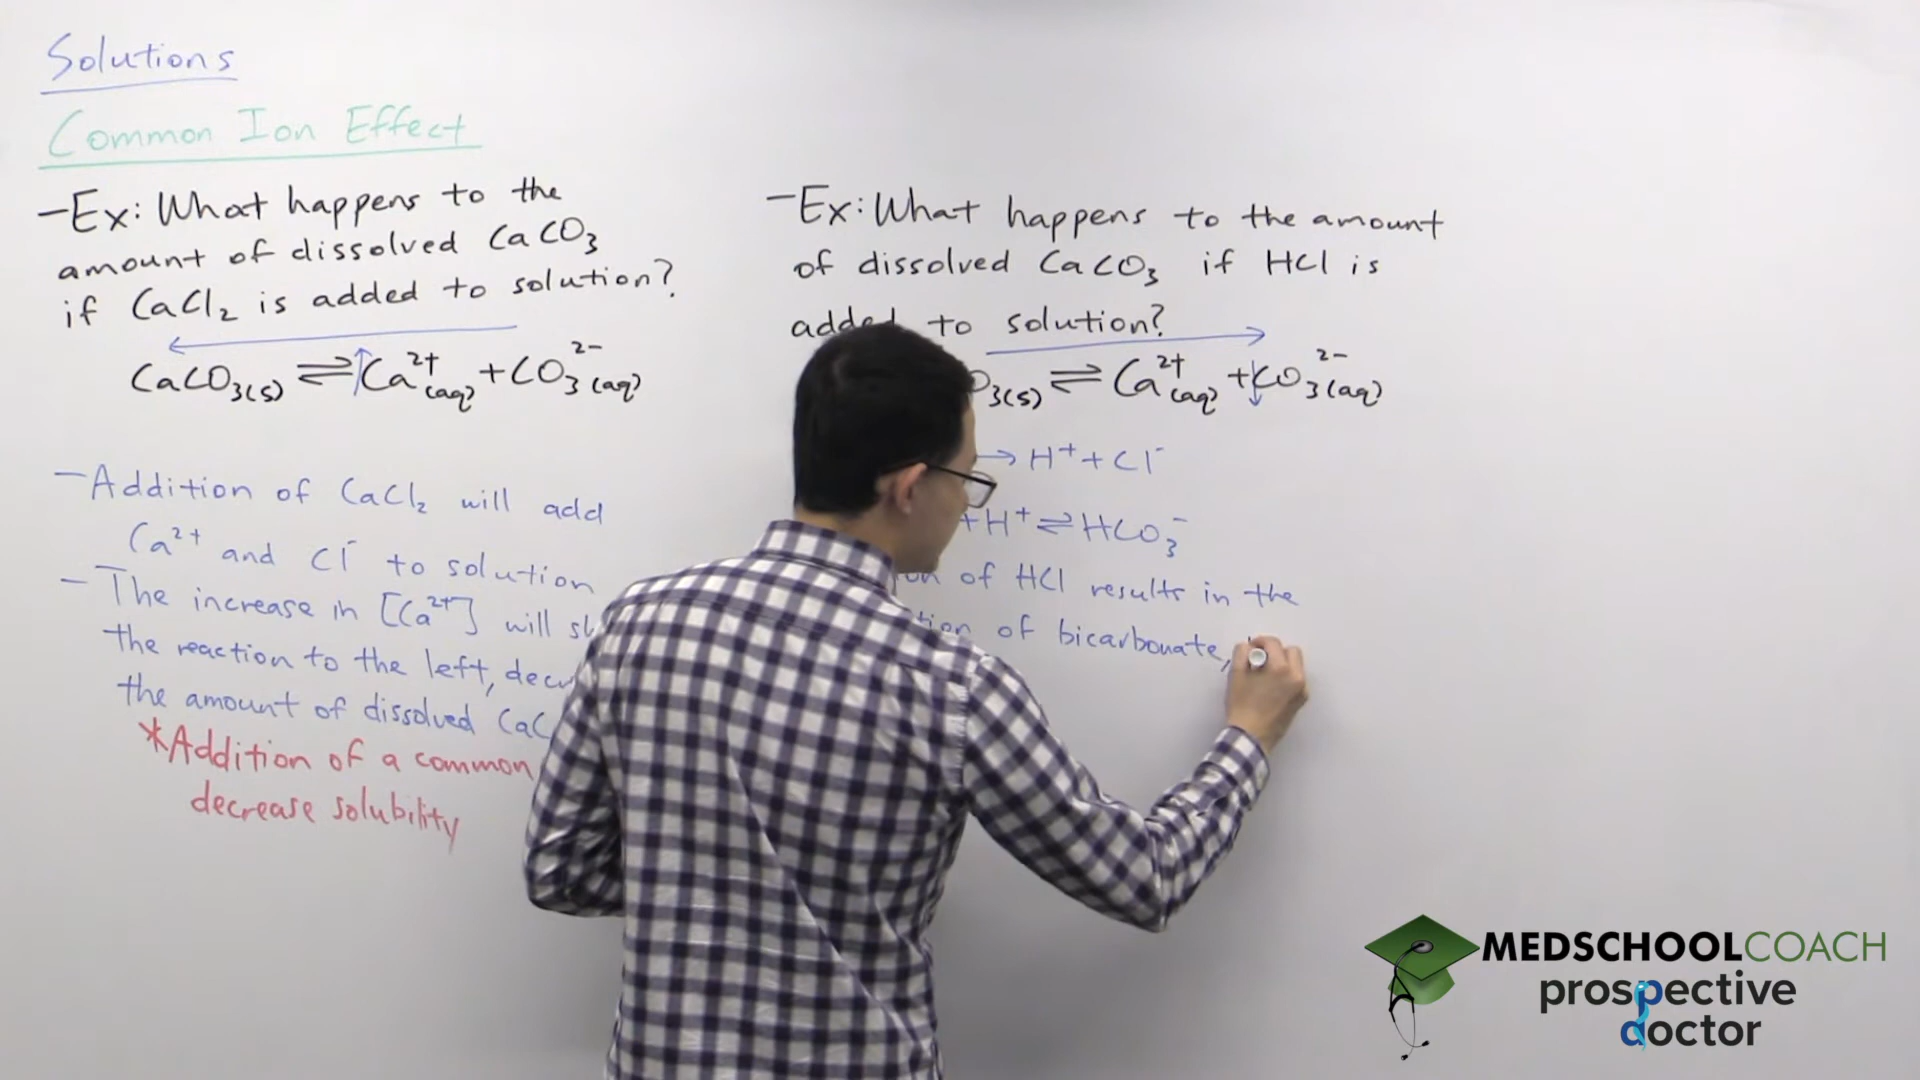 Solutions
Common Ion Effect
-Ex: What happens to the
amount of dissolved CaCO₃
if CaCl₂ is added to solution?
CaCO₃(s) ⇌ ↑Ca²⁺(aq) + CO₃²⁻(aq)
-Addition of CaCl₂ will add
Ca²⁺ and Cl⁻ to solution
-The increase in [Ca²⁺] will
the reaction to the left,
the amount of dissolved
*Addition of a common
decrease solubility
-Ex: What happens to the amount
of dissolved CaCO₃ if HCl is
added to solution?
O₃(s) ⇌ Ca²⁺(aq) + ↓CO₃²⁻(aq)
→ H⁺ + Cl⁻
+ H⁺ ⇌ HCO₃⁻
of HCl results in the
of bicarbonate,
MEDSCHOOLCOACH
prospective
doctor